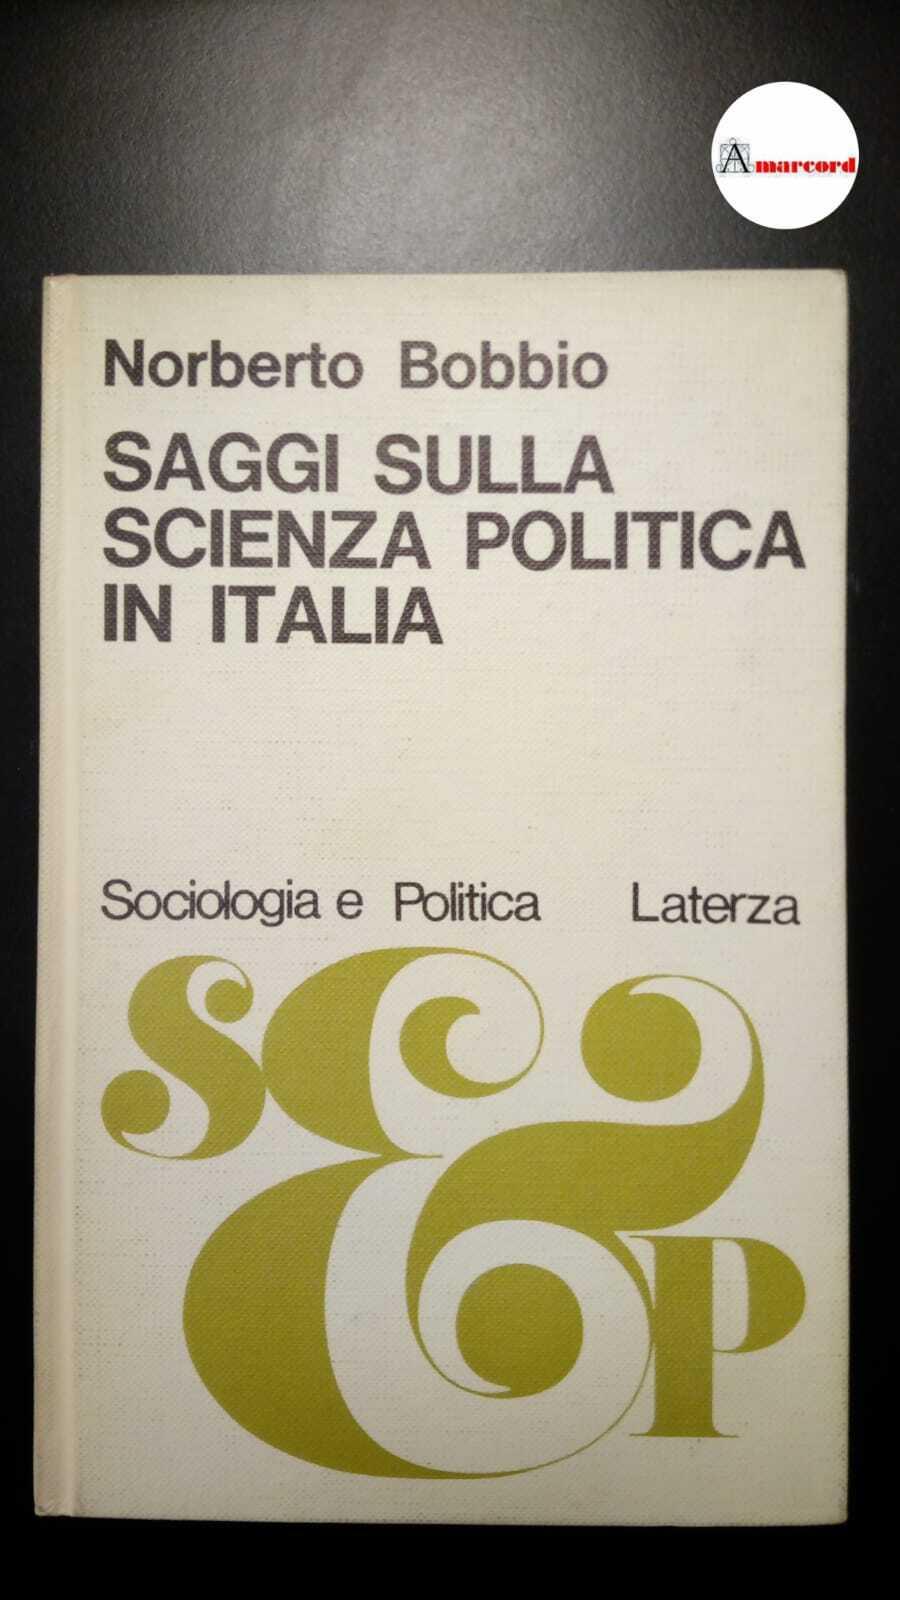 Amarcord
Norberto Bobbio
SAGGI SULLA
SCIENZA POLITICA
IN ITALIA
Sociologia e Politica Laterza
S&P